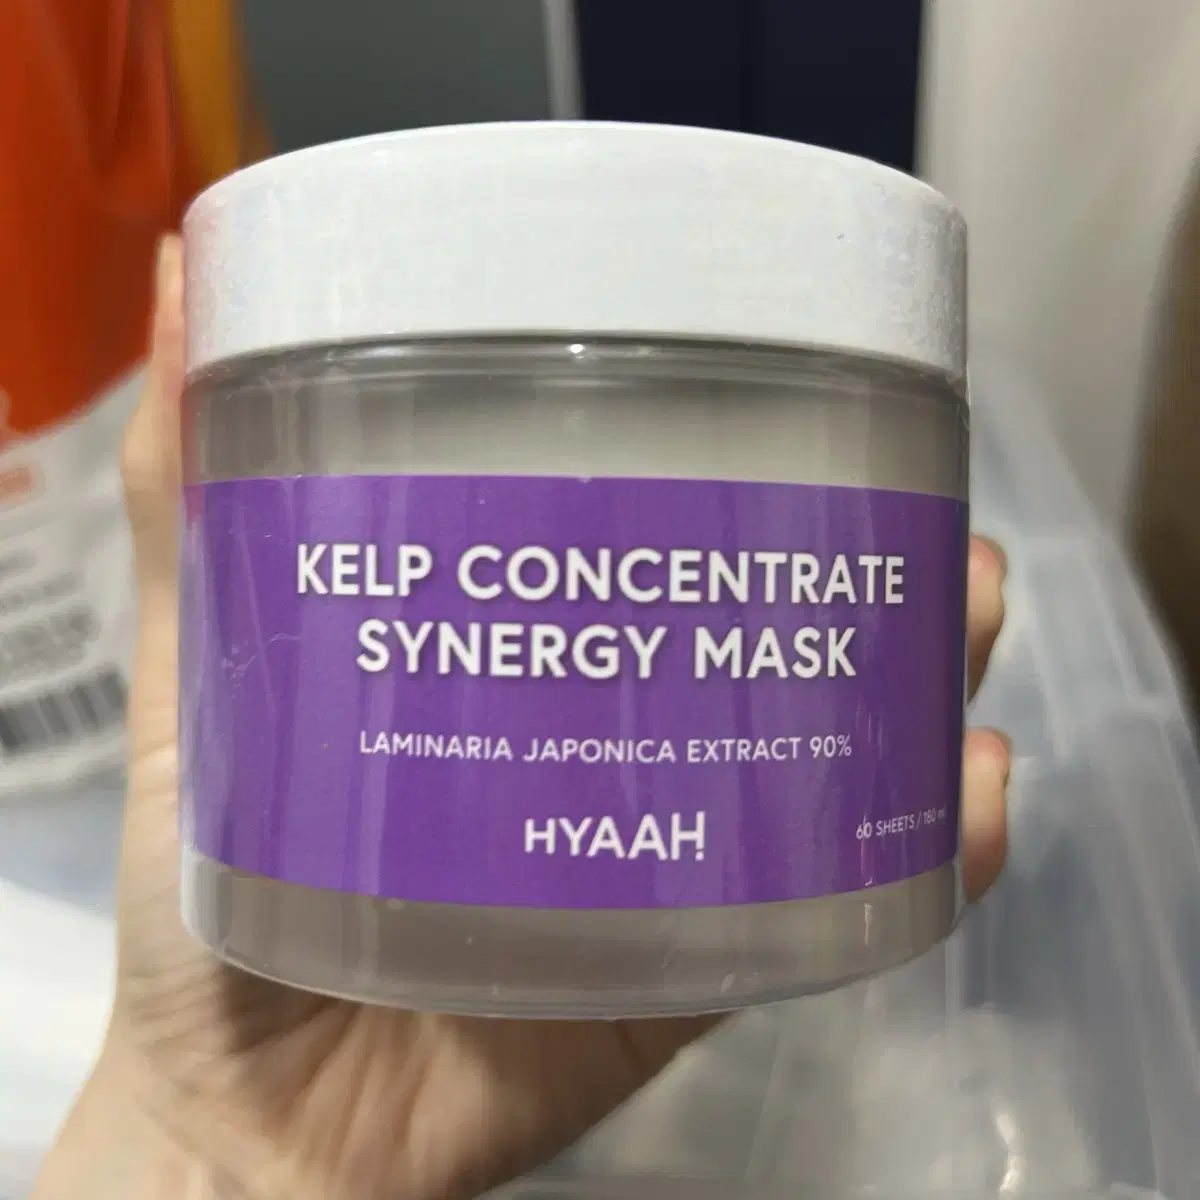 KELP CONCENTRATE
SYNERGY MASK
LAMINARIA JAPONICA EXTRACT 90%
HYAAH!
60 SHEETS / 180 ml